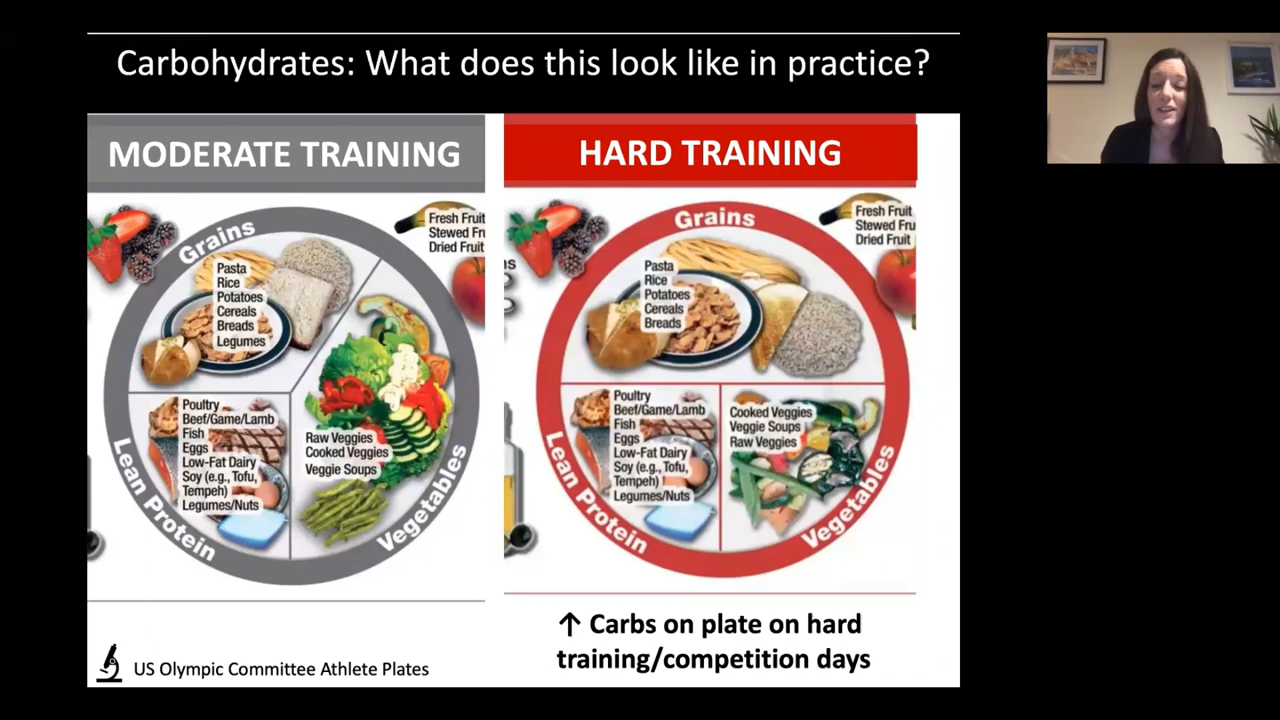 Carbohydrates: What does this look like in practice?
MODERATE TRAINING
Grains
Fresh Fruit
Stewed Fru
Dried Fruit
Pasta
Rice
Potatoes
Cereals
Breads
Legumes
Poultry
Beef/Game/Lamb
Fish
Eggs
Low-Fat Dairy
Soy (e.g., Tofu,
Tempeh)
Legumes/Nuts
Raw Veggies
Cooked Veggies
Veggie Soups
Lean Protein
Vegetables
HARD TRAINING
Grains
Fresh Fruit
Stewed Fru
Dried Fruit
Pasta
Rice
Potatoes
Cereals
Breads
Poultry
Beef/Game/Lamb
Fish
Eggs
Low-Fat Dairy
Soy (e.g., Tofu,
Tempeh)
Legumes/Nuts
Cooked Veggies
Veggie Soups
Raw Veggies
Lean Protein
Vegetables
↑ Carbs on plate on hard
training/competition days
US Olympic Committee Athlete Plates